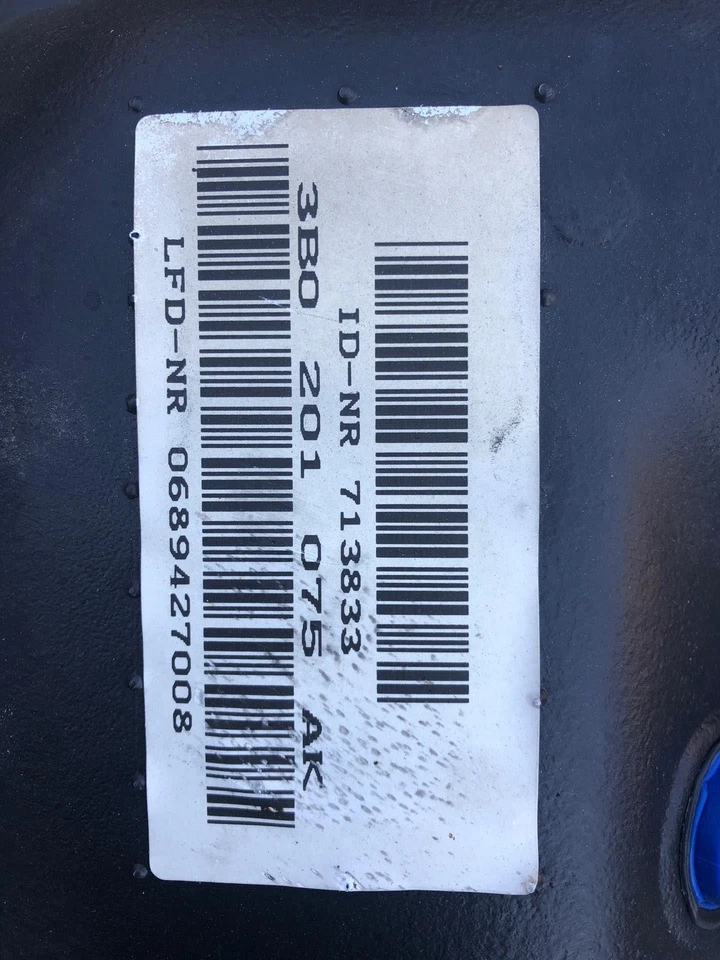 ID-NR 713833
3B0 201 075 AK
LFD-NR 0689427008